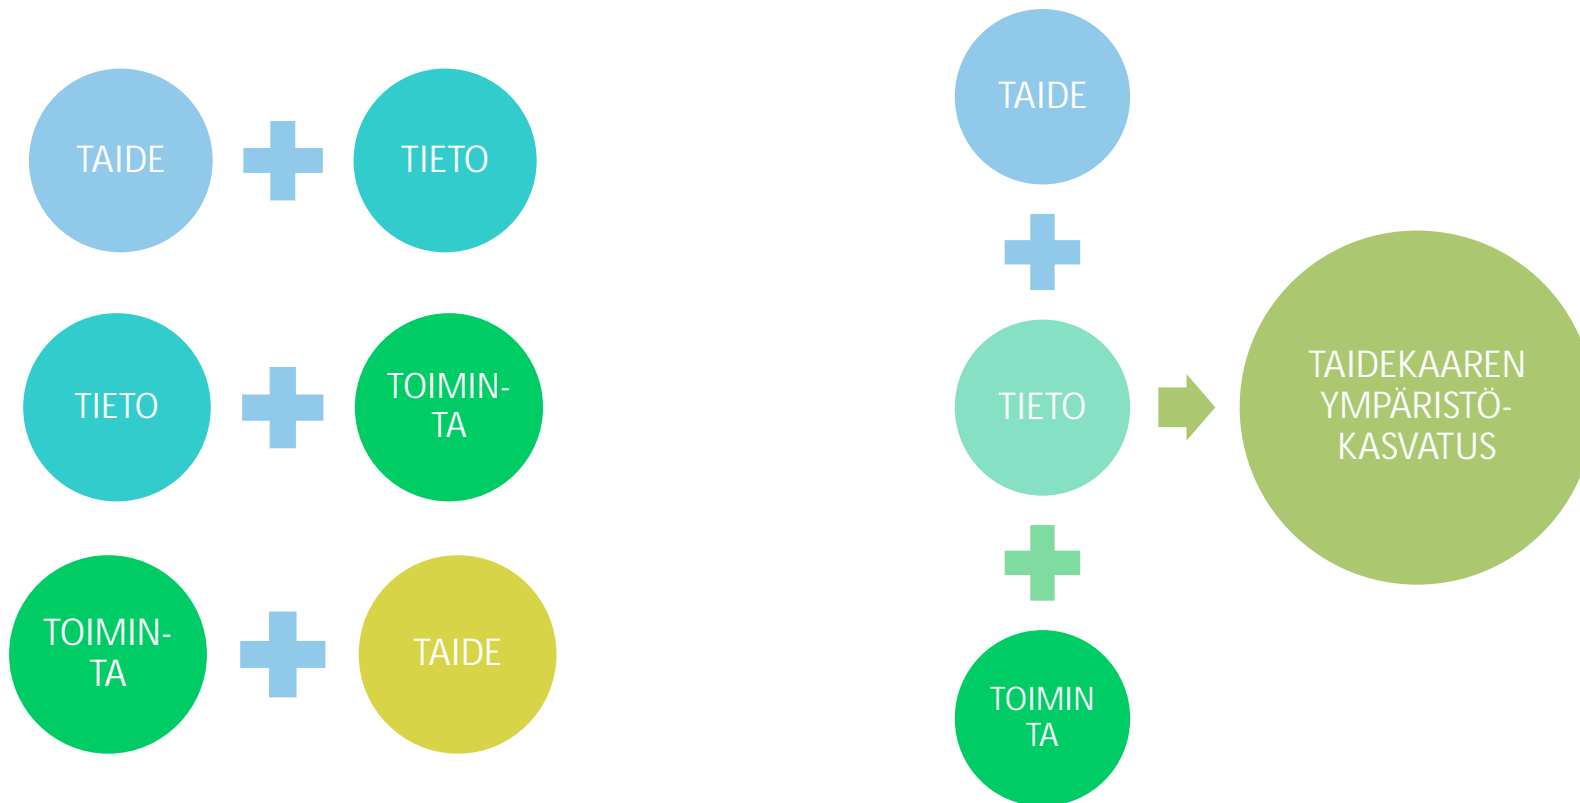 TAIDE
TIETO
TIETO
TOIMIN-
TA
TOIMIN-
TA
TAIDE
TAIDE
TIETO
TOIMIN
TA
TAIDEKAAREN
YMPÄRISTÖ-
KASVATUS